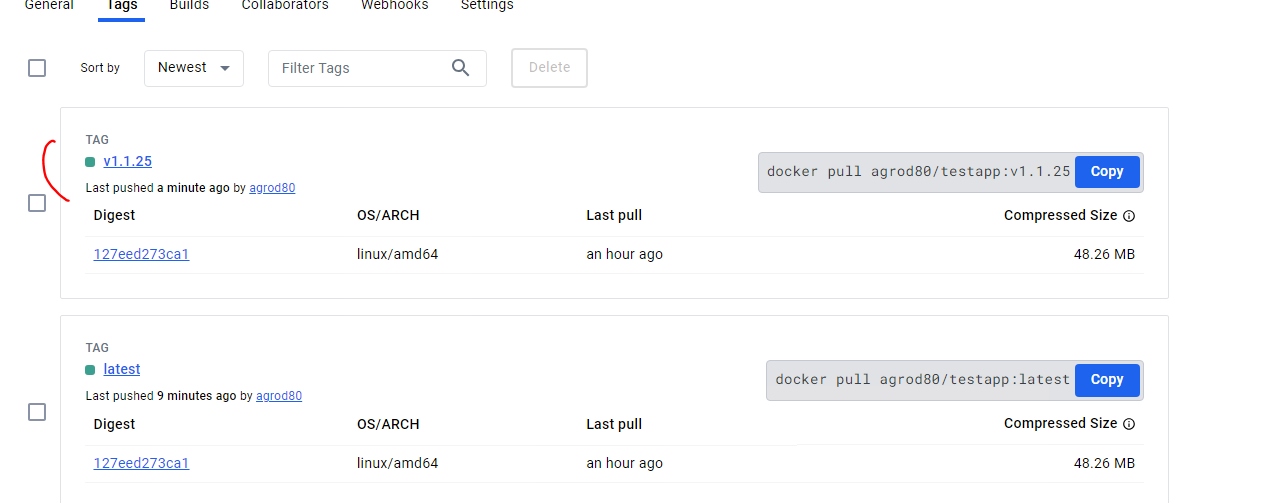 General Tags Builds Collaborators Webhooks Settings
Sort by Newest Filter Tags Delete
TAG
v1.1.25
docker pull agrod80/testapp:v1.1.25 Copy
Last pushed a minute ago by agrod80
Digest OS/ARCH Last pull Compressed Size
127eed273ca1 linux/amd64 an hour ago 48.26 MB
TAG
latest
docker pull agrod80/testapp:latest Copy
Last pushed 9 minutes ago by agrod80
Digest OS/ARCH Last pull Compressed Size
127eed273ca1 linux/amd64 an hour ago 48.26 MB